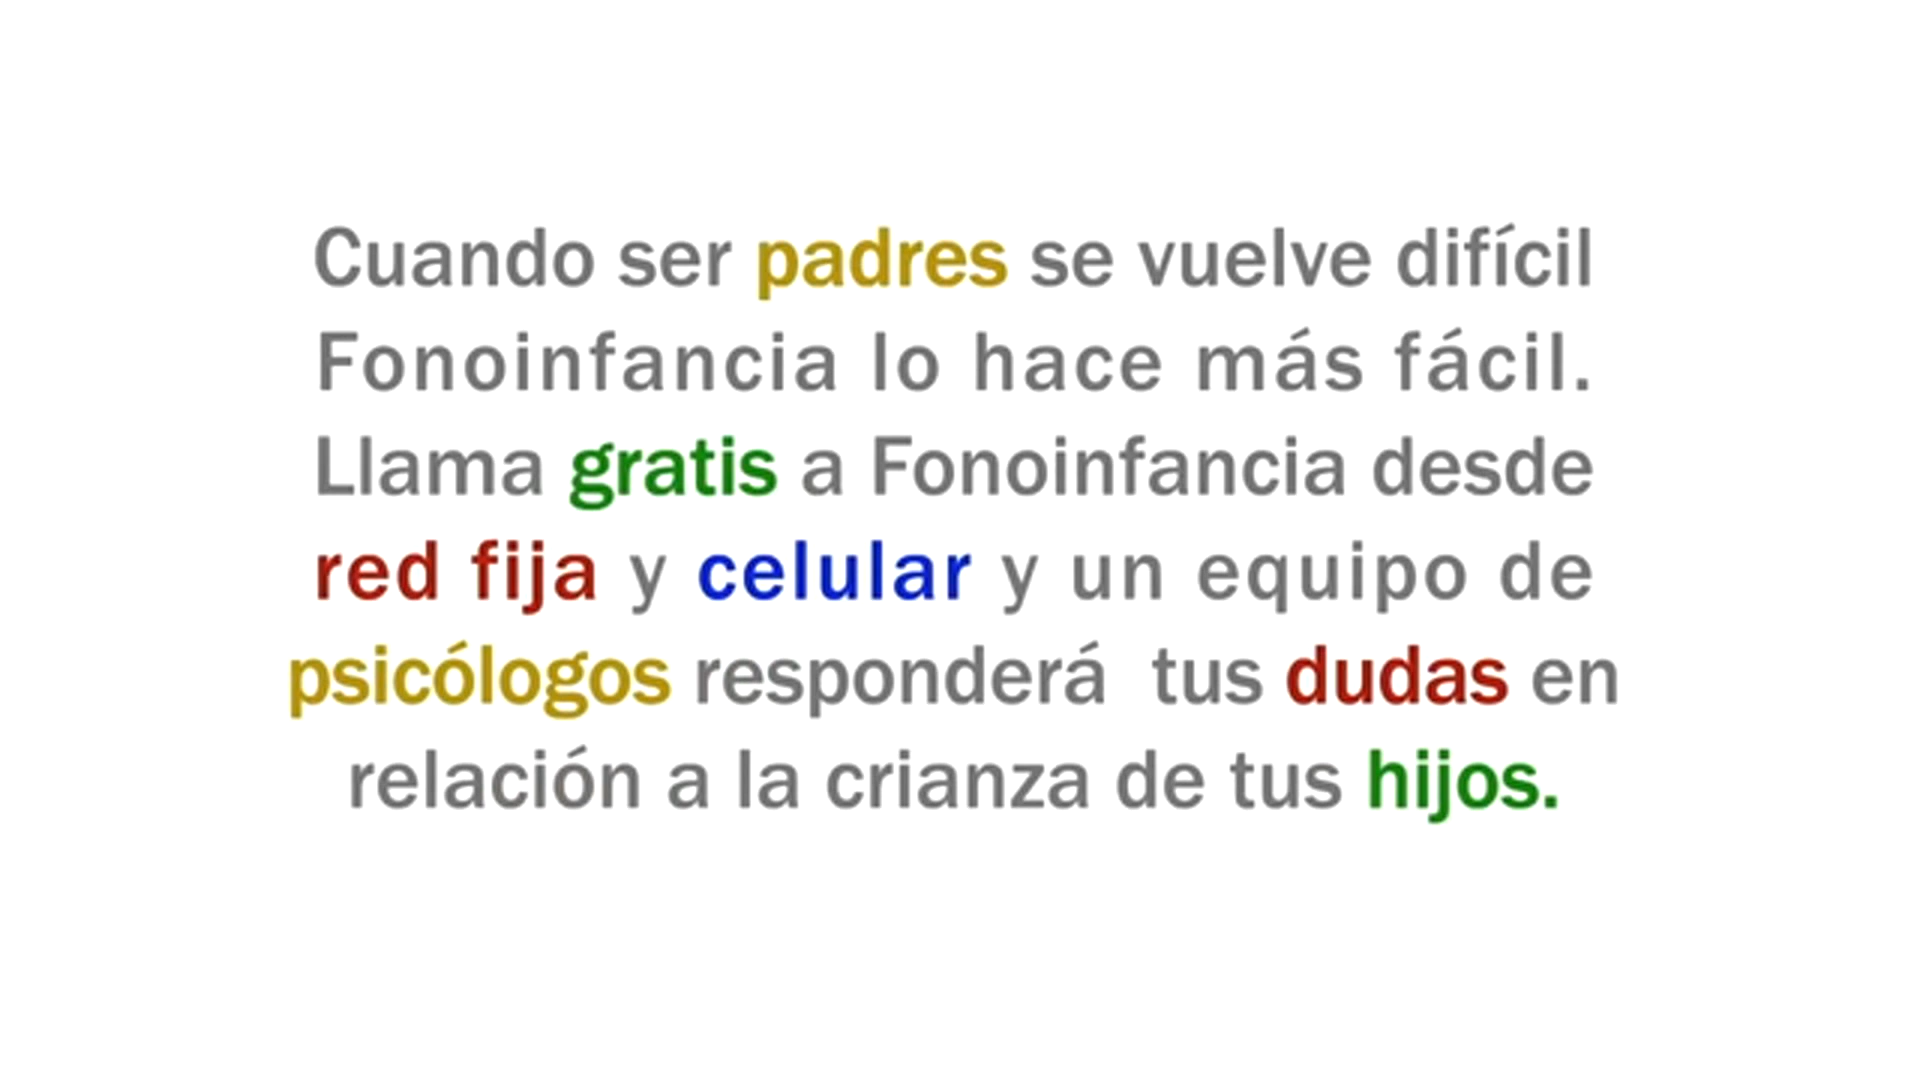 Cuando ser padres se vuelve difícil
Fonoinfancia lo hace más fácil.
Llama gratis a Fonoinfancia desde
red fija y celular y un equipo de
psicólogos responderá tus dudas en
relación a la crianza de tus hijos.